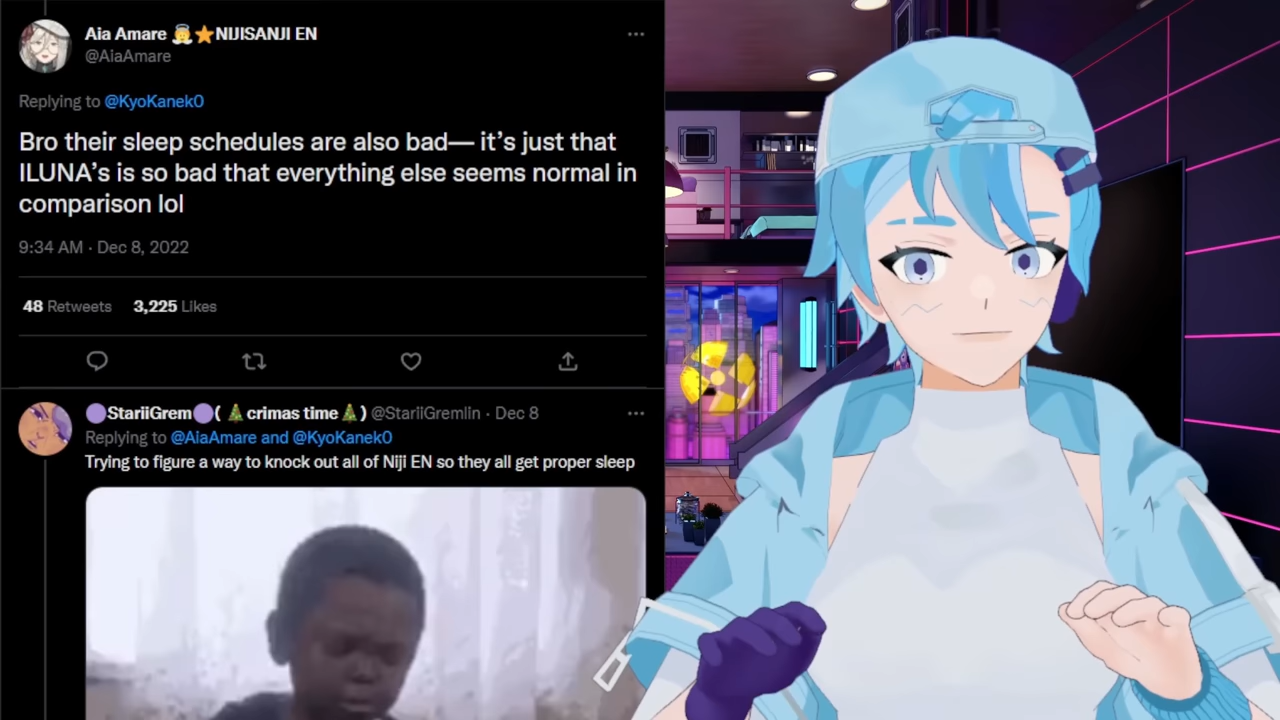 Aia Amare 👼⭐NIJISANJI EN
@AiaAmare
Replying to @KyoKanek0
Bro their sleep schedules are also bad— it's just that
ILUNA's is so bad that everything else seems normal in
comparison lol
9:34 AM · Dec 8, 2022
48 Retweets 3,225 Likes
🟣StariiGrem🟣( 🎄crimas time🎄) @StariiGremlin · Dec 8
Replying to @AiaAmare and @KyoKanek0
Trying to figure a way to knock out all of Niji EN so they all get proper sleep